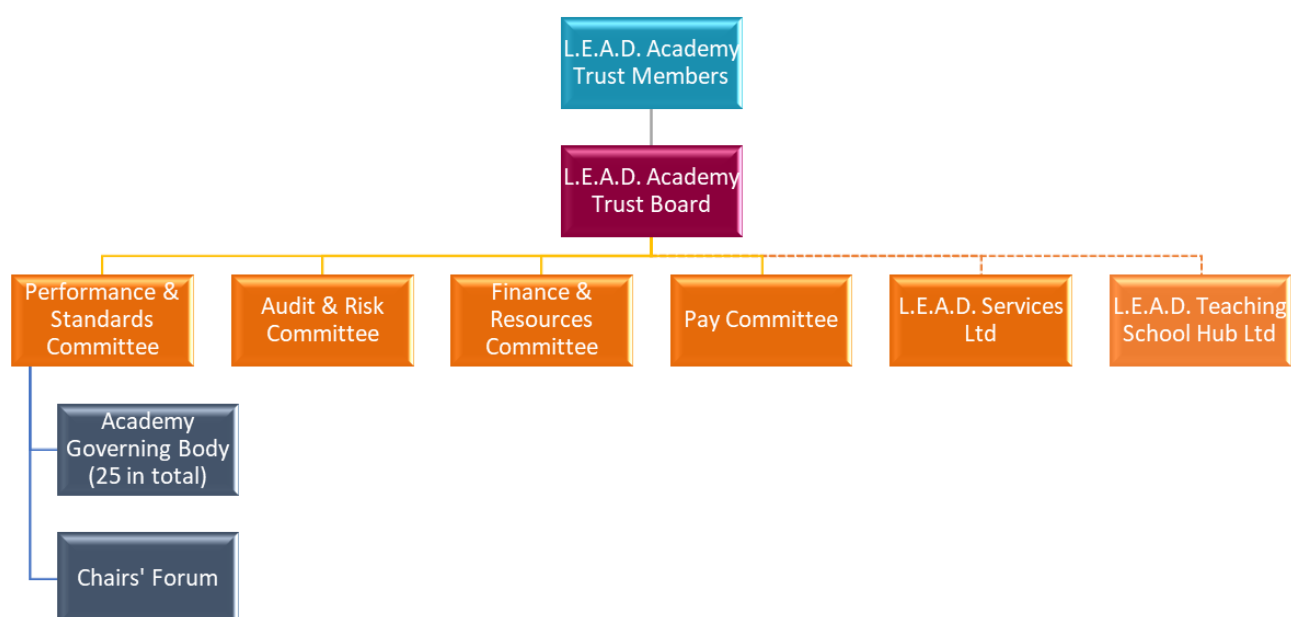 L.E.A.D. Academy
Trust Members
L.E.A.D. Academy
Trust Board
Performance &
Standards
Committee
Audit & Risk
Committee
Finance &
Resources
Committee
Pay Committee
L.E.A.D. Services
Ltd
L.E.A.D. Teaching
School Hub Ltd
Academy
Governing Body
(25 in total)
Chairs' Forum